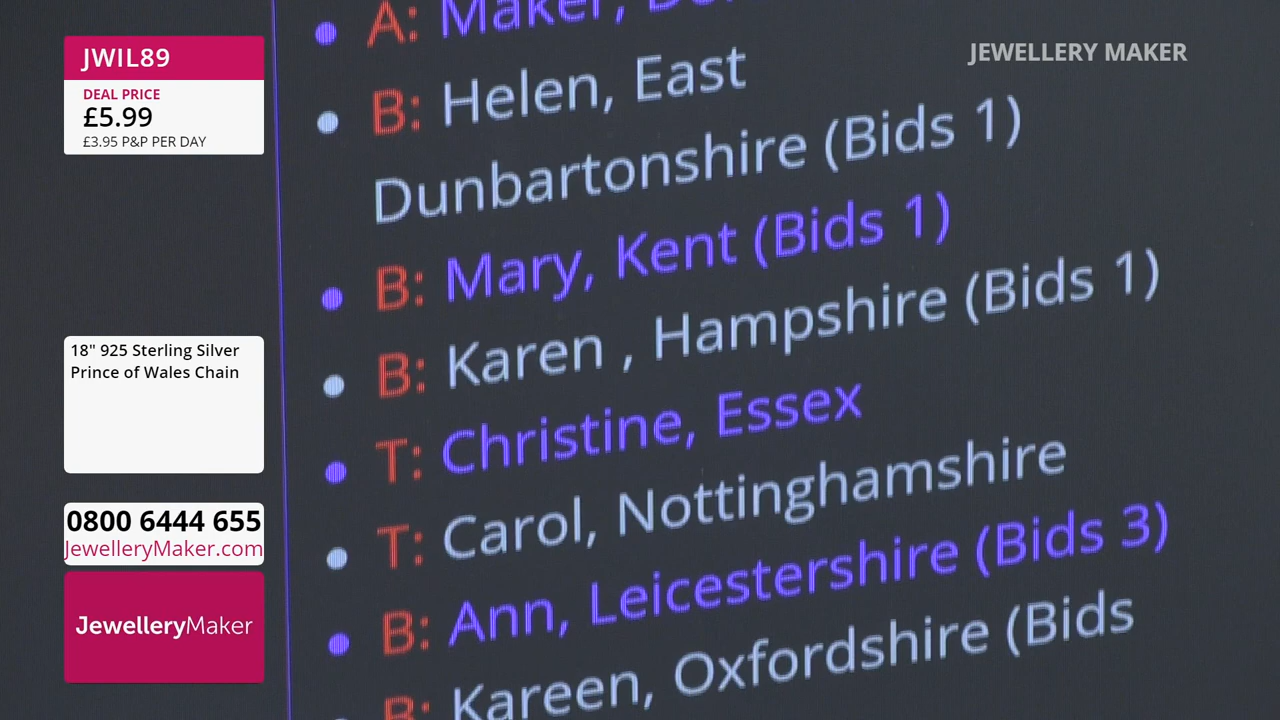 JWIL89
DEAL PRICE
£5.99
£3.95 P&P PER DAY
18" 925 Sterling Silver
Prince of Wales Chain
0800 6444 655
JewelleryMaker.com
JewelleryMaker
JEWELLERY MAKER
A: Maker,
B: Helen, East
Dunbartonshire (Bids 1)
B: Mary, Kent (Bids 1)
B: Karen , Hampshire (Bids 1)
T: Christine, Essex
T: Carol, Nottinghamshire
B: Ann, Leicestershire (Bids 3)
B: Kareen, Oxfordshire (Bids